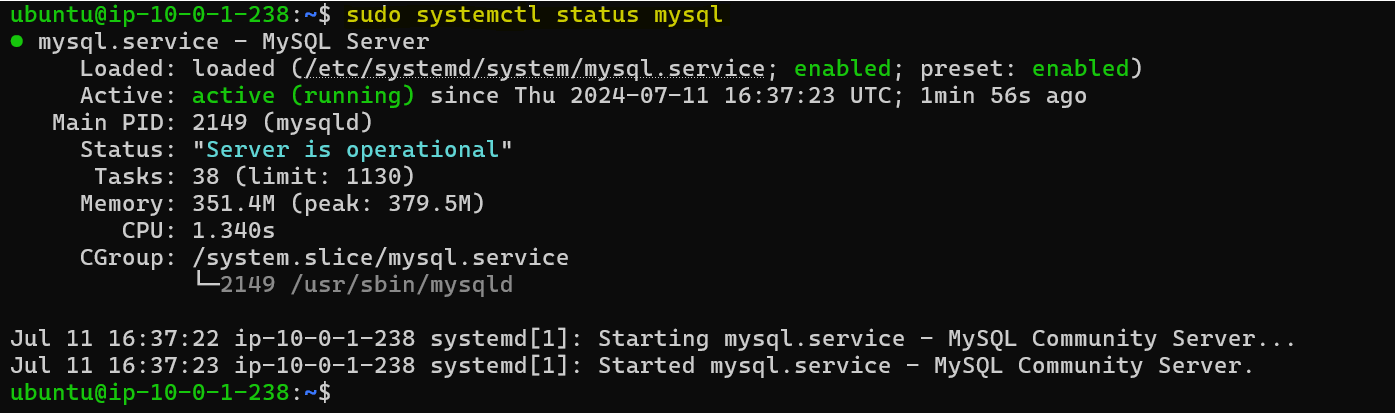 ubuntu@ip-10-0-1-238:~$ sudo systemctl status mysql
● mysql.service - MySQL Server
Loaded: loaded (/etc/systemd/system/mysql.service; enabled; preset: enabled)
Active: active (running) since Thu 2024-07-11 16:37:23 UTC; 1min 56s ago
Main PID: 2149 (mysqld)
Status: "Server is operational"
Tasks: 38 (limit: 1130)
Memory: 351.4M (peak: 379.5M)
CPU: 1.340s
CGroup: /system.slice/mysql.service
└─2149 /usr/sbin/mysqld
Jul 11 16:37:22 ip-10-0-1-238 systemd[1]: Starting mysql.service - MySQL Community Server...
Jul 11 16:37:23 ip-10-0-1-238 systemd[1]: Started mysql.service - MySQL Community Server.
ubuntu@ip-10-0-1-238:~$